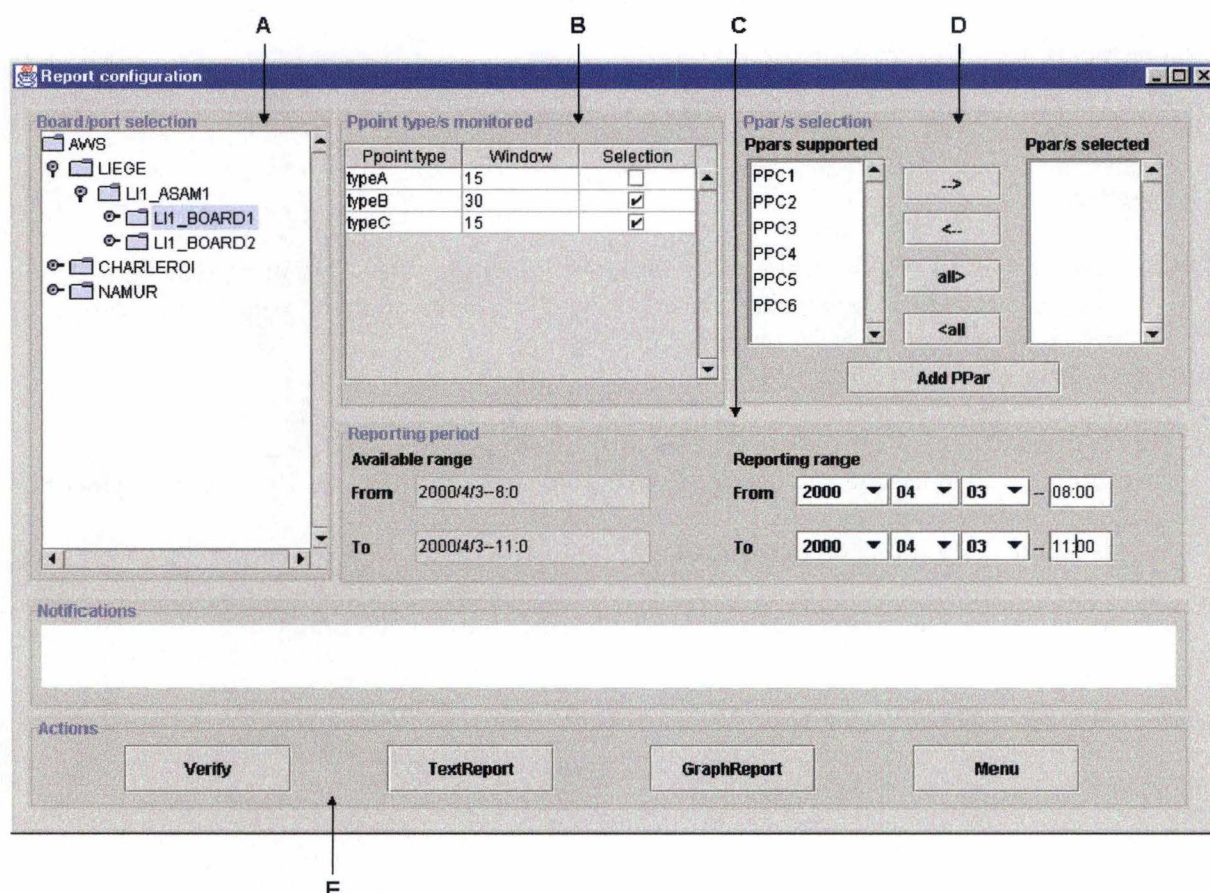 A B C D
Report configuration
Board/port selection
AWS
LIEGE
LI1_ASAM1
LI1_BOARD1
LI1_BOARD2
CHARLEROI
NAMUR
Ppoint type/s monitored
Ppoint type Window Selection
typeA 15
typeB 30
typeC 15
Ppar/s selection
Ppars supported
PPC1
PPC2
PPC3
PPC4
PPC5
PPC6
-->
<--
all>
<all
Ppar/s selected
Add PPar
Reporting period
Available range
From 2000/4/3--8:0
To 2000/4/3--11:0
Reporting range
From 2000 04 03 -- 08:00
To 2000 04 03 -- 11:00
Notifications
Actions
Verify TextReport GraphReport Menu
E